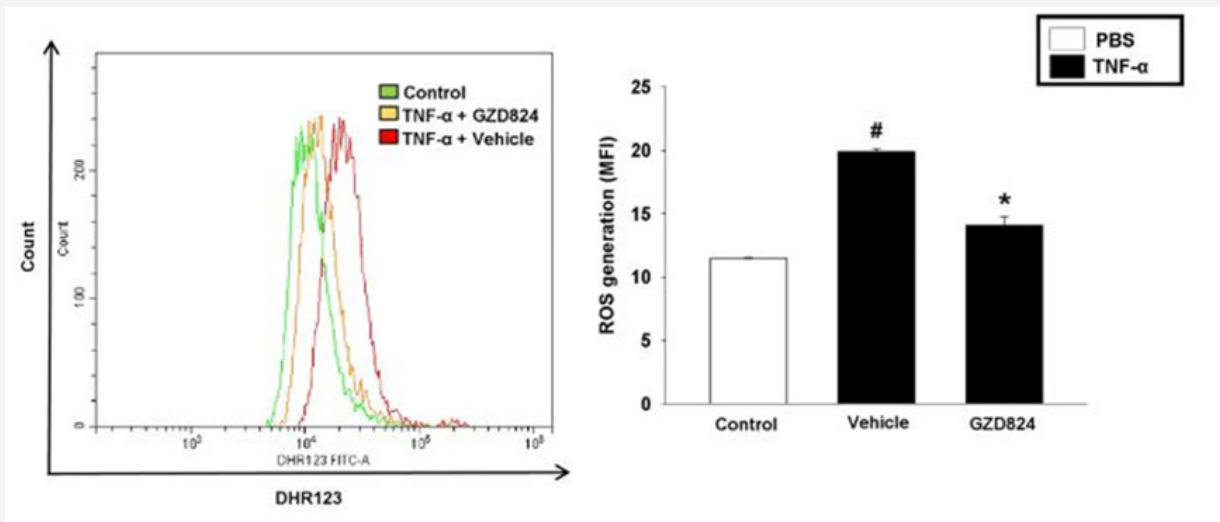 Control
TNF-α + GZD824
TNF-α + Vehicle
Count
Count
200
100
0
10³
10⁴
10⁵
10⁶
DHR123 FITC-A
DHR123
PBS
TNF-α
ROS generation (MFI)
25
20
15
10
5
0
#
*
Control
Vehicle
GZD824